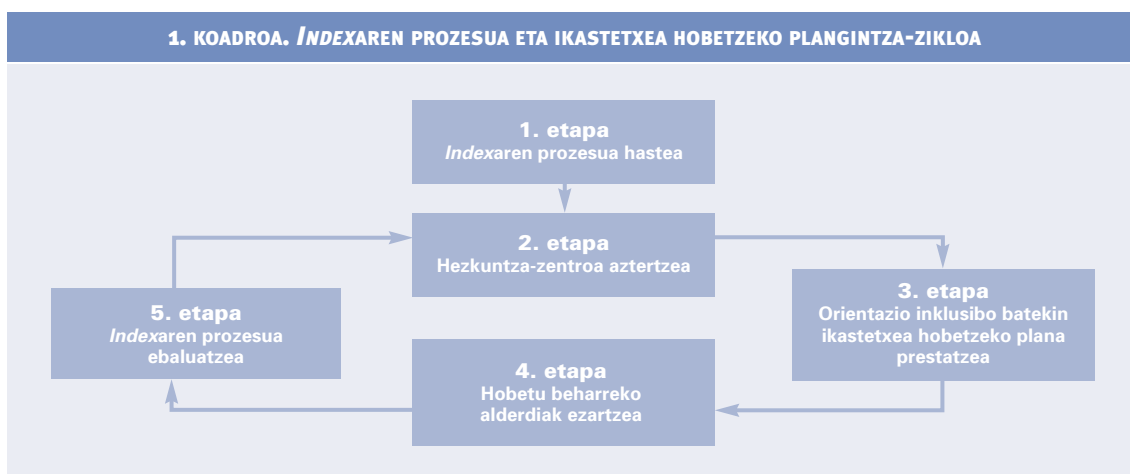 1. KOADROA. INDEXAREN PROZESUA ETA IKASTETXEA HOBETZEKO PLANGINTZA-ZIKLOA
1. etapa
Indexaren prozesua hastea
2. etapa
Hezkuntza-zentroa aztertzea
3. etapa
Orientazio inklusibo batekin
ikastetxea hobetzeko plana
prestatzea
4. etapa
Hobetu beharreko
alderdiak ezartzea
5. etapa
Indexaren prozesua
ebaluatzea